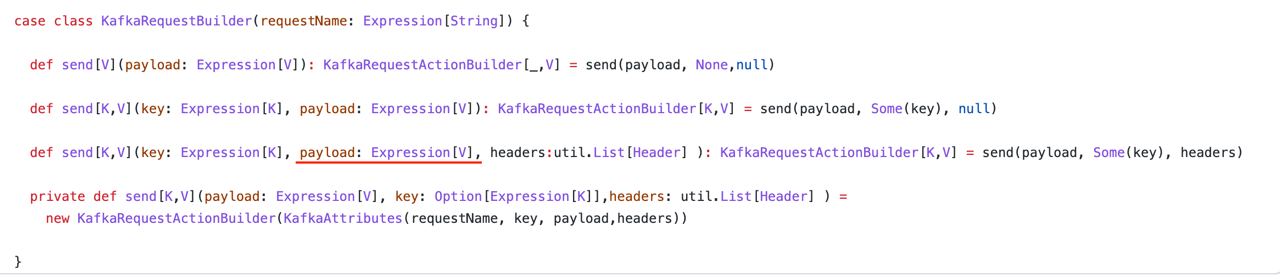 case class KafkaRequestBuilder(requestName: Expression[String]) {
def send[V](payload: Expression[V]): KafkaRequestActionBuilder[_,V] = send(payload, None,null)
def send[K,V](key: Expression[K], payload: Expression[V]): KafkaRequestActionBuilder[K,V] = send(payload, Some(key), null)
def send[K,V](key: Expression[K], payload: Expression[V], headers:util.List[Header] ): KafkaRequestActionBuilder[K,V] = send(payload, Some(key), headers)
private def send[K,V](payload: Expression[V], key: Option[Expression[K]],headers: util.List[Header] ) =
new KafkaRequestActionBuilder(KafkaAttributes(requestName, key, payload,headers))
}